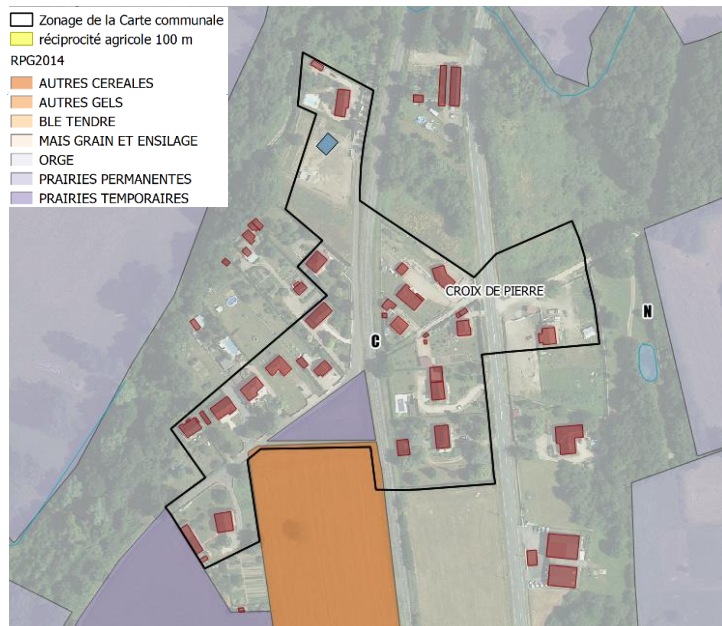 Zonage de la Carte communale
réciprocité agricole 100 m
RPG2014
AUTRES CEREALES
AUTRES GELS
BLE TENDRE
MAIS GRAIN ET ENSILAGE
ORGE
PRAIRIES PERMANENTES
PRAIRIES TEMPORAIRES
CROIX DE PIERRE
N
C